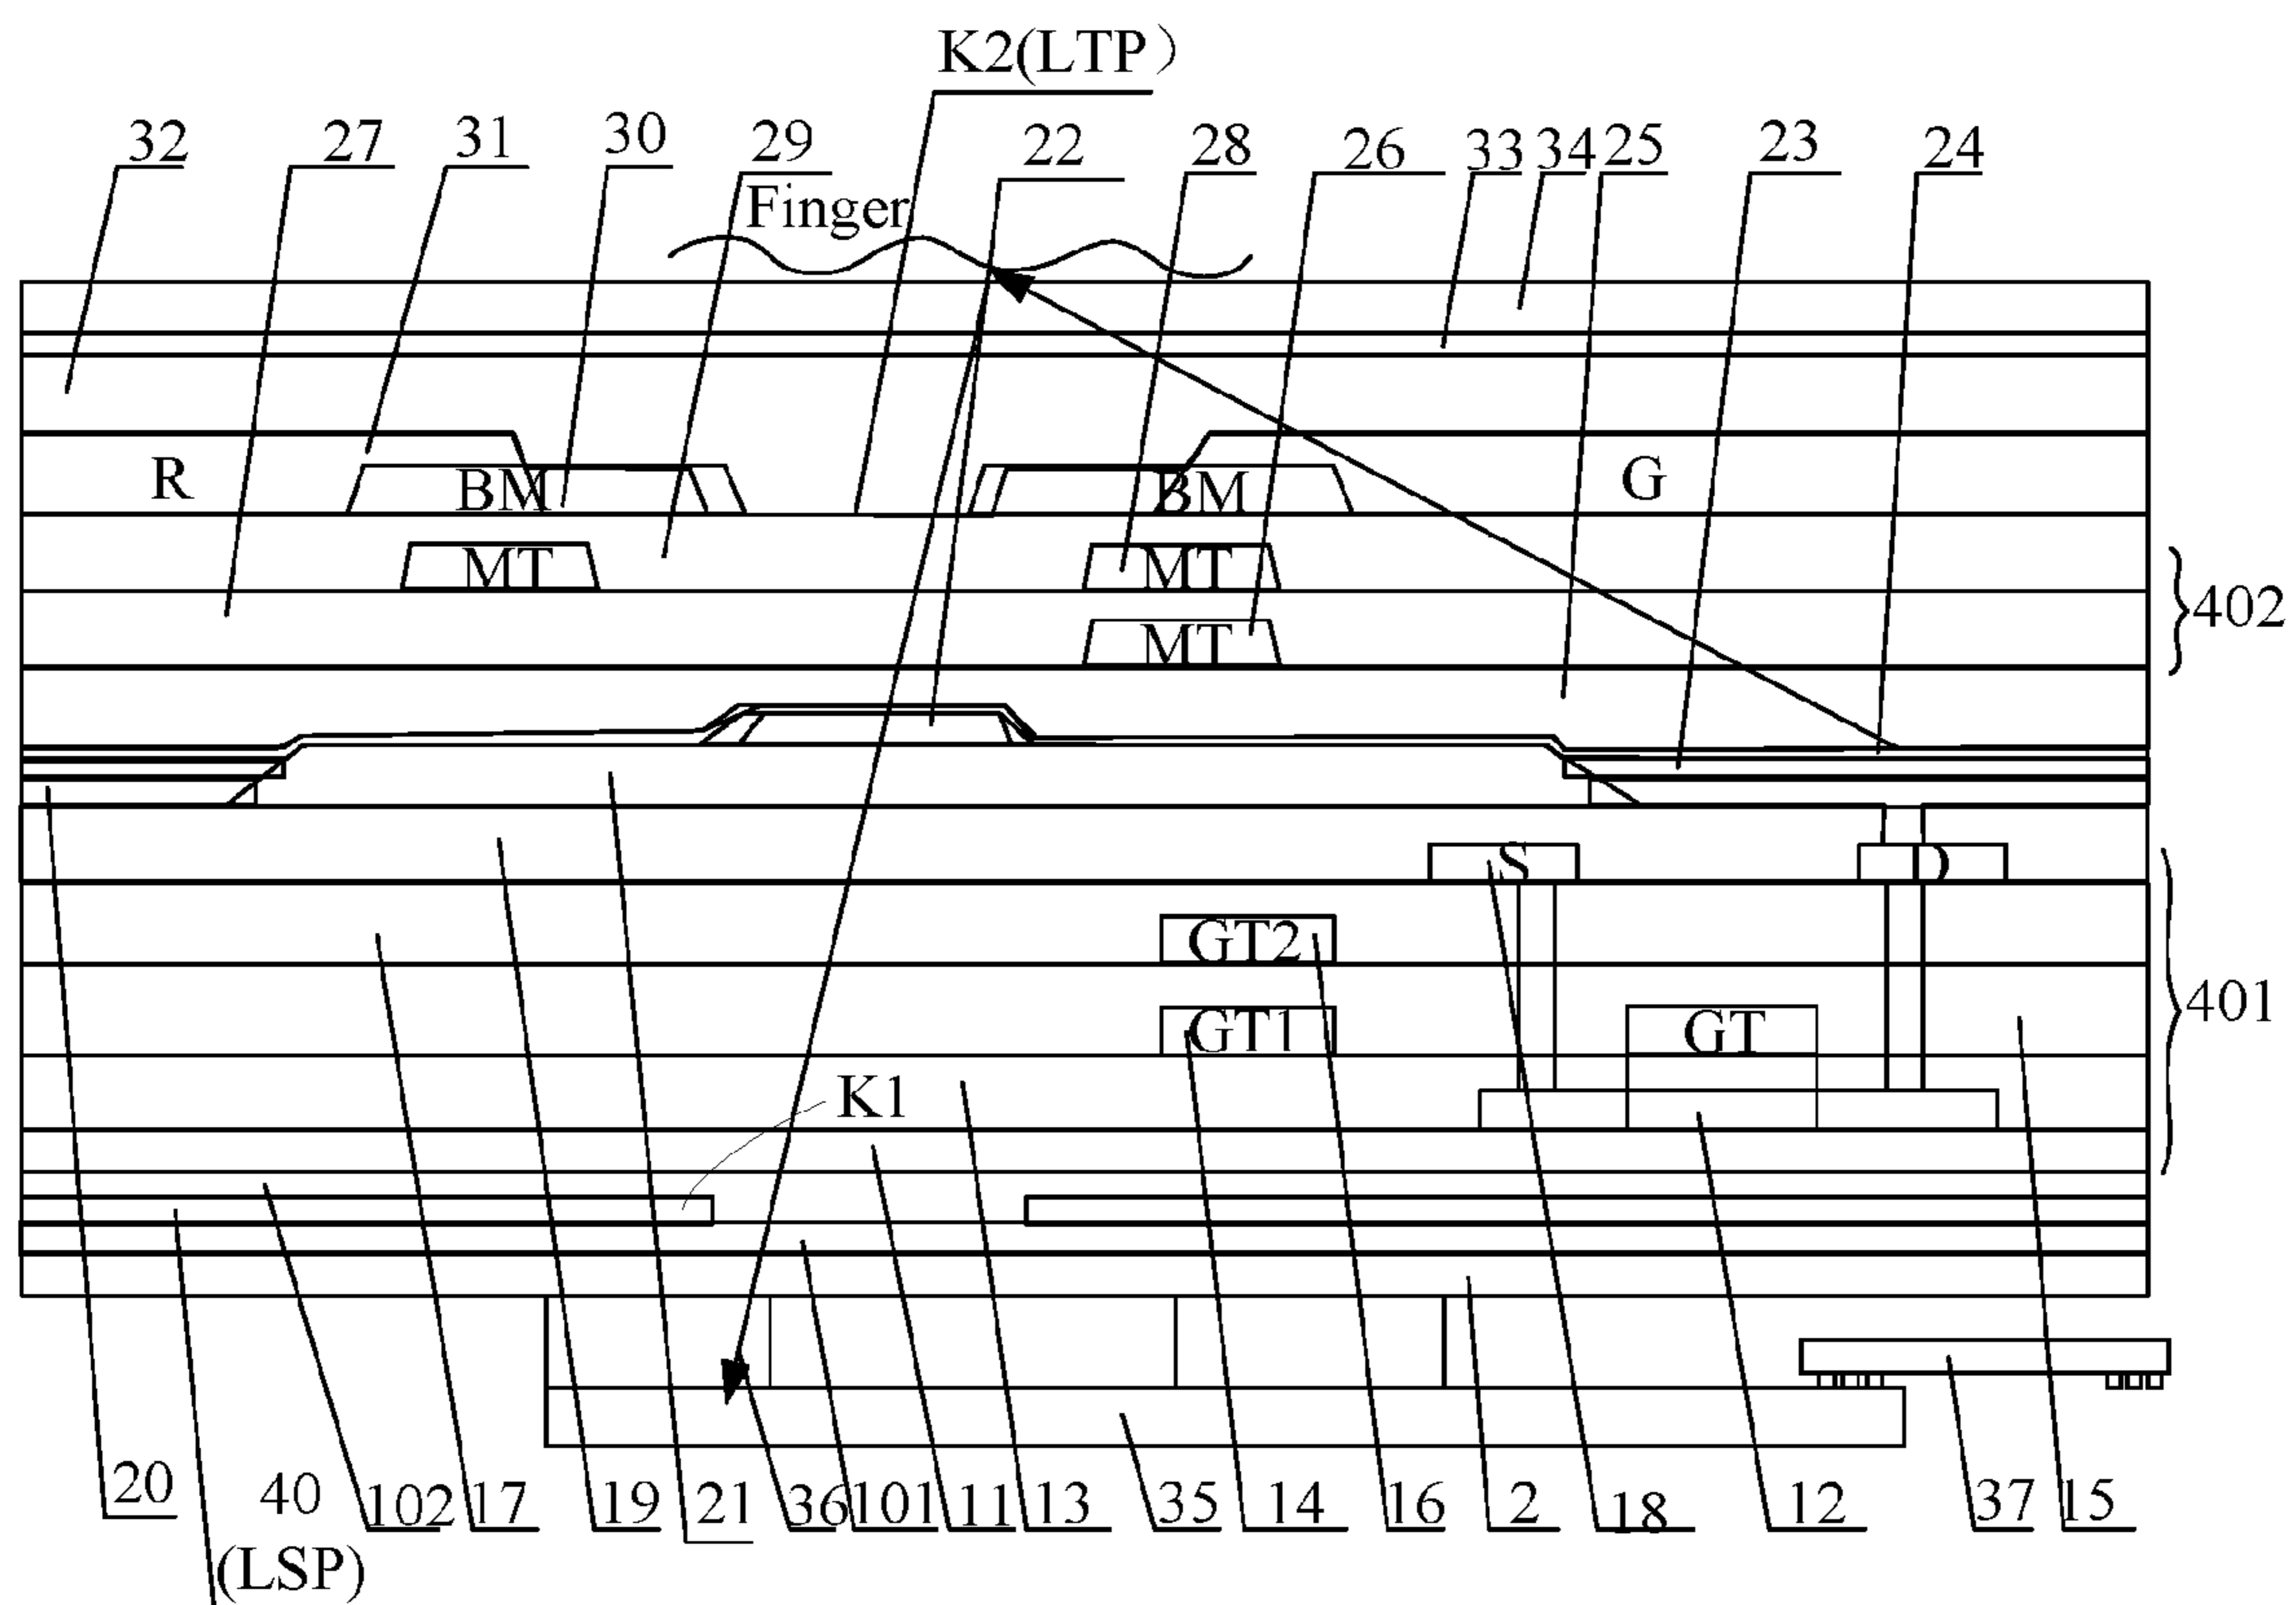 K2(LTP）
32 27 31 30 29 22 28 26 33 34 25 23 24
Finger
R BM BM G
MT MT
402
MT
S D
GT2
401
GT1 GT
K1
20 40 102 17 19 21 36 101 11 13 35 14 16 2 18 12 37 15
(LSP)